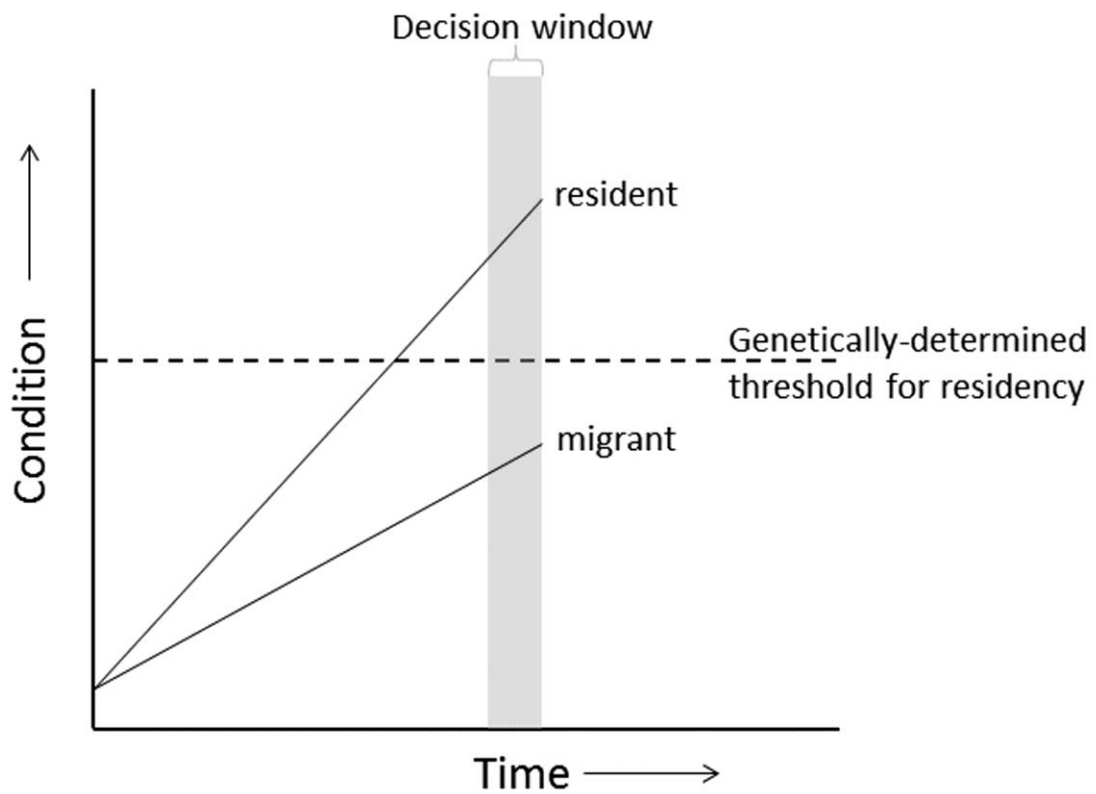 Decision window
resident
Genetically-determined
threshold for residency
migrant
Condition
Time